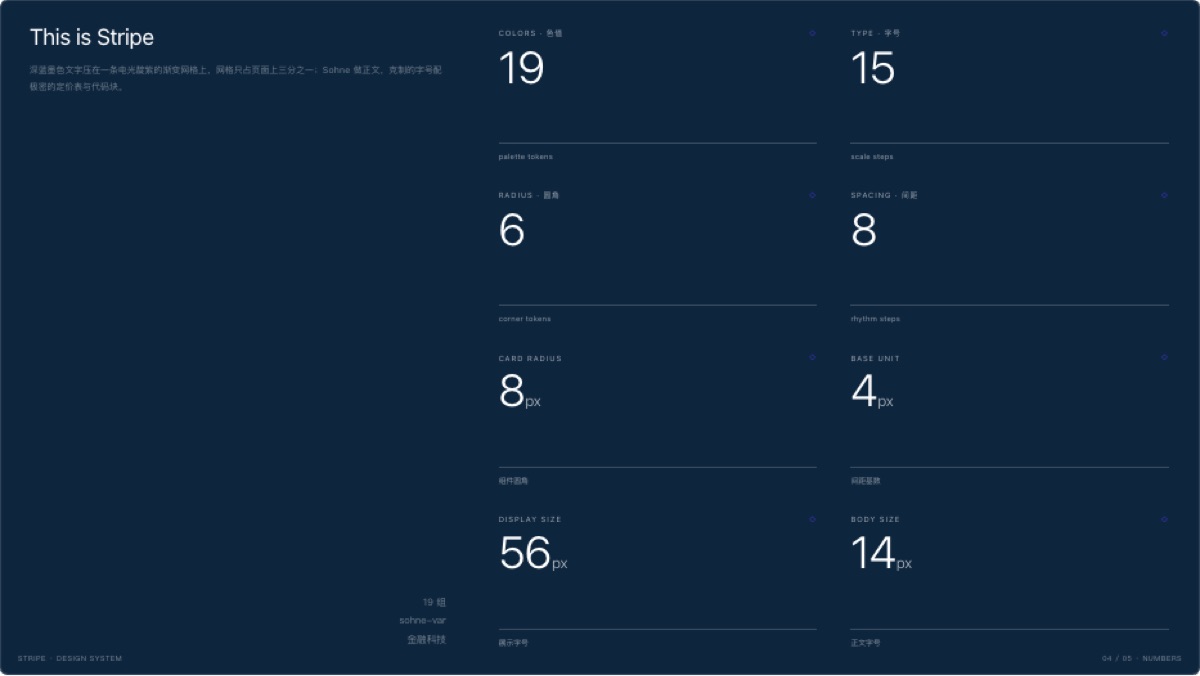 This is Stripe
深蓝墨色文字压在一条电光酸紫的渐变网格上，网格只占页面上三分之一；Sohne 做正文，克制的字号配
极密的定价表与代码块。
COLORS · 色值
19
palette tokens
TYPE · 字号
15
scale steps
RADIUS · 圆角
6
corner tokens
SPACING · 间距
8
rhythm steps
CARD RADIUS
8px
组件圆角
BASE UNIT
4px
间距基数
DISPLAY SIZE
56px
展示字号
BODY SIZE
14px
正文字号
19 组
sohne-var
金融科技
STRIPE · DESIGN SYSTEM
04 / 05 · NUMBERS